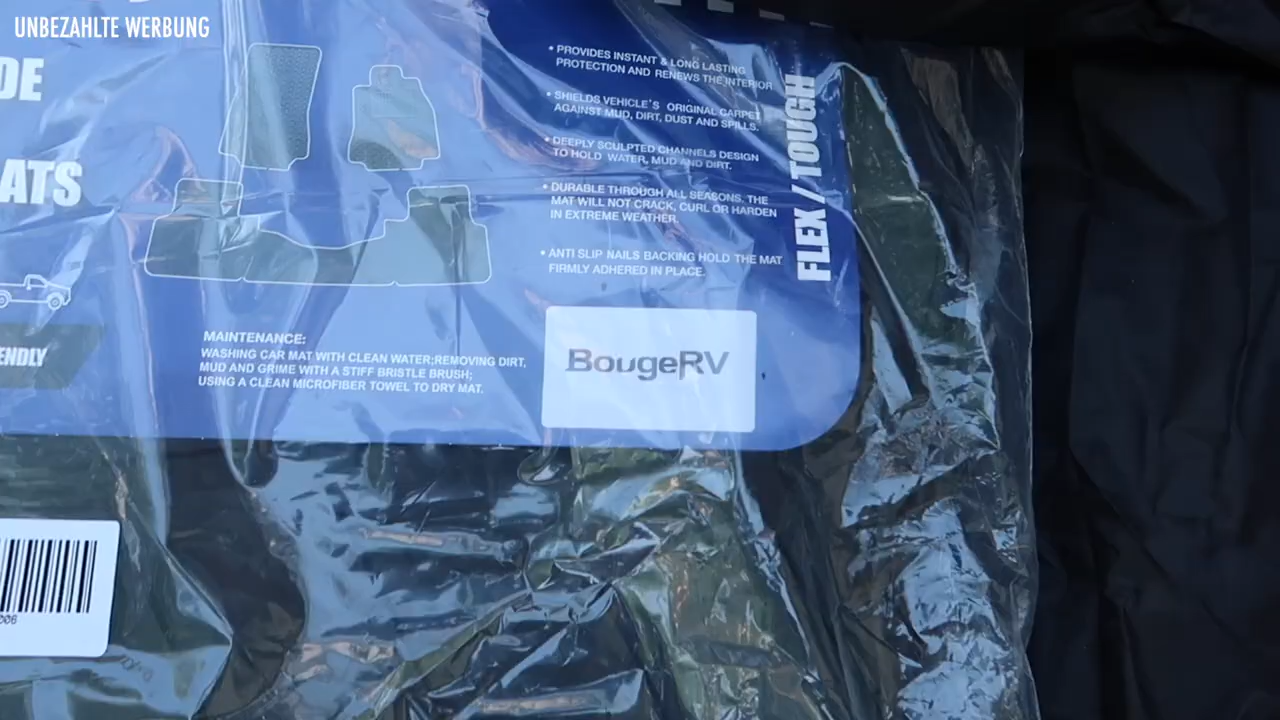 UNBEZAHLTE WERBUNG
DE
ATS
ENDLY
• PROVIDES INSTANT & LONG LASTING
PROTECTION AND RENEWS THE INTERIOR
• SHIELDS VEHICLE'S ORIGINAL CARPET
AGAINST MUD, DIRT, DUST AND SPILLS.
• DEEPLY SCULPTED CHANNELS DESIGN
TO HOLD WATER, MUD AND DIRT.
• DURABLE THROUGH ALL SEASONS. THE
MAT WILL NOT CRACK, CURL OR HARDEN
IN EXTREME WEATHER.
• ANTI SLIP NAILS BACKING HOLD THE MAT
FIRMLY ADHERED IN PLACE.
FLEX / TOUGH
MAINTENANCE:
WASHING CAR MAT WITH CLEAN WATER;REMOVING DIRT,
MUD AND GRIME WITH A STIFF BRISTLE BRUSH;
USING A CLEAN MICROFIBER TOWEL TO DRY MAT.
BougeRV